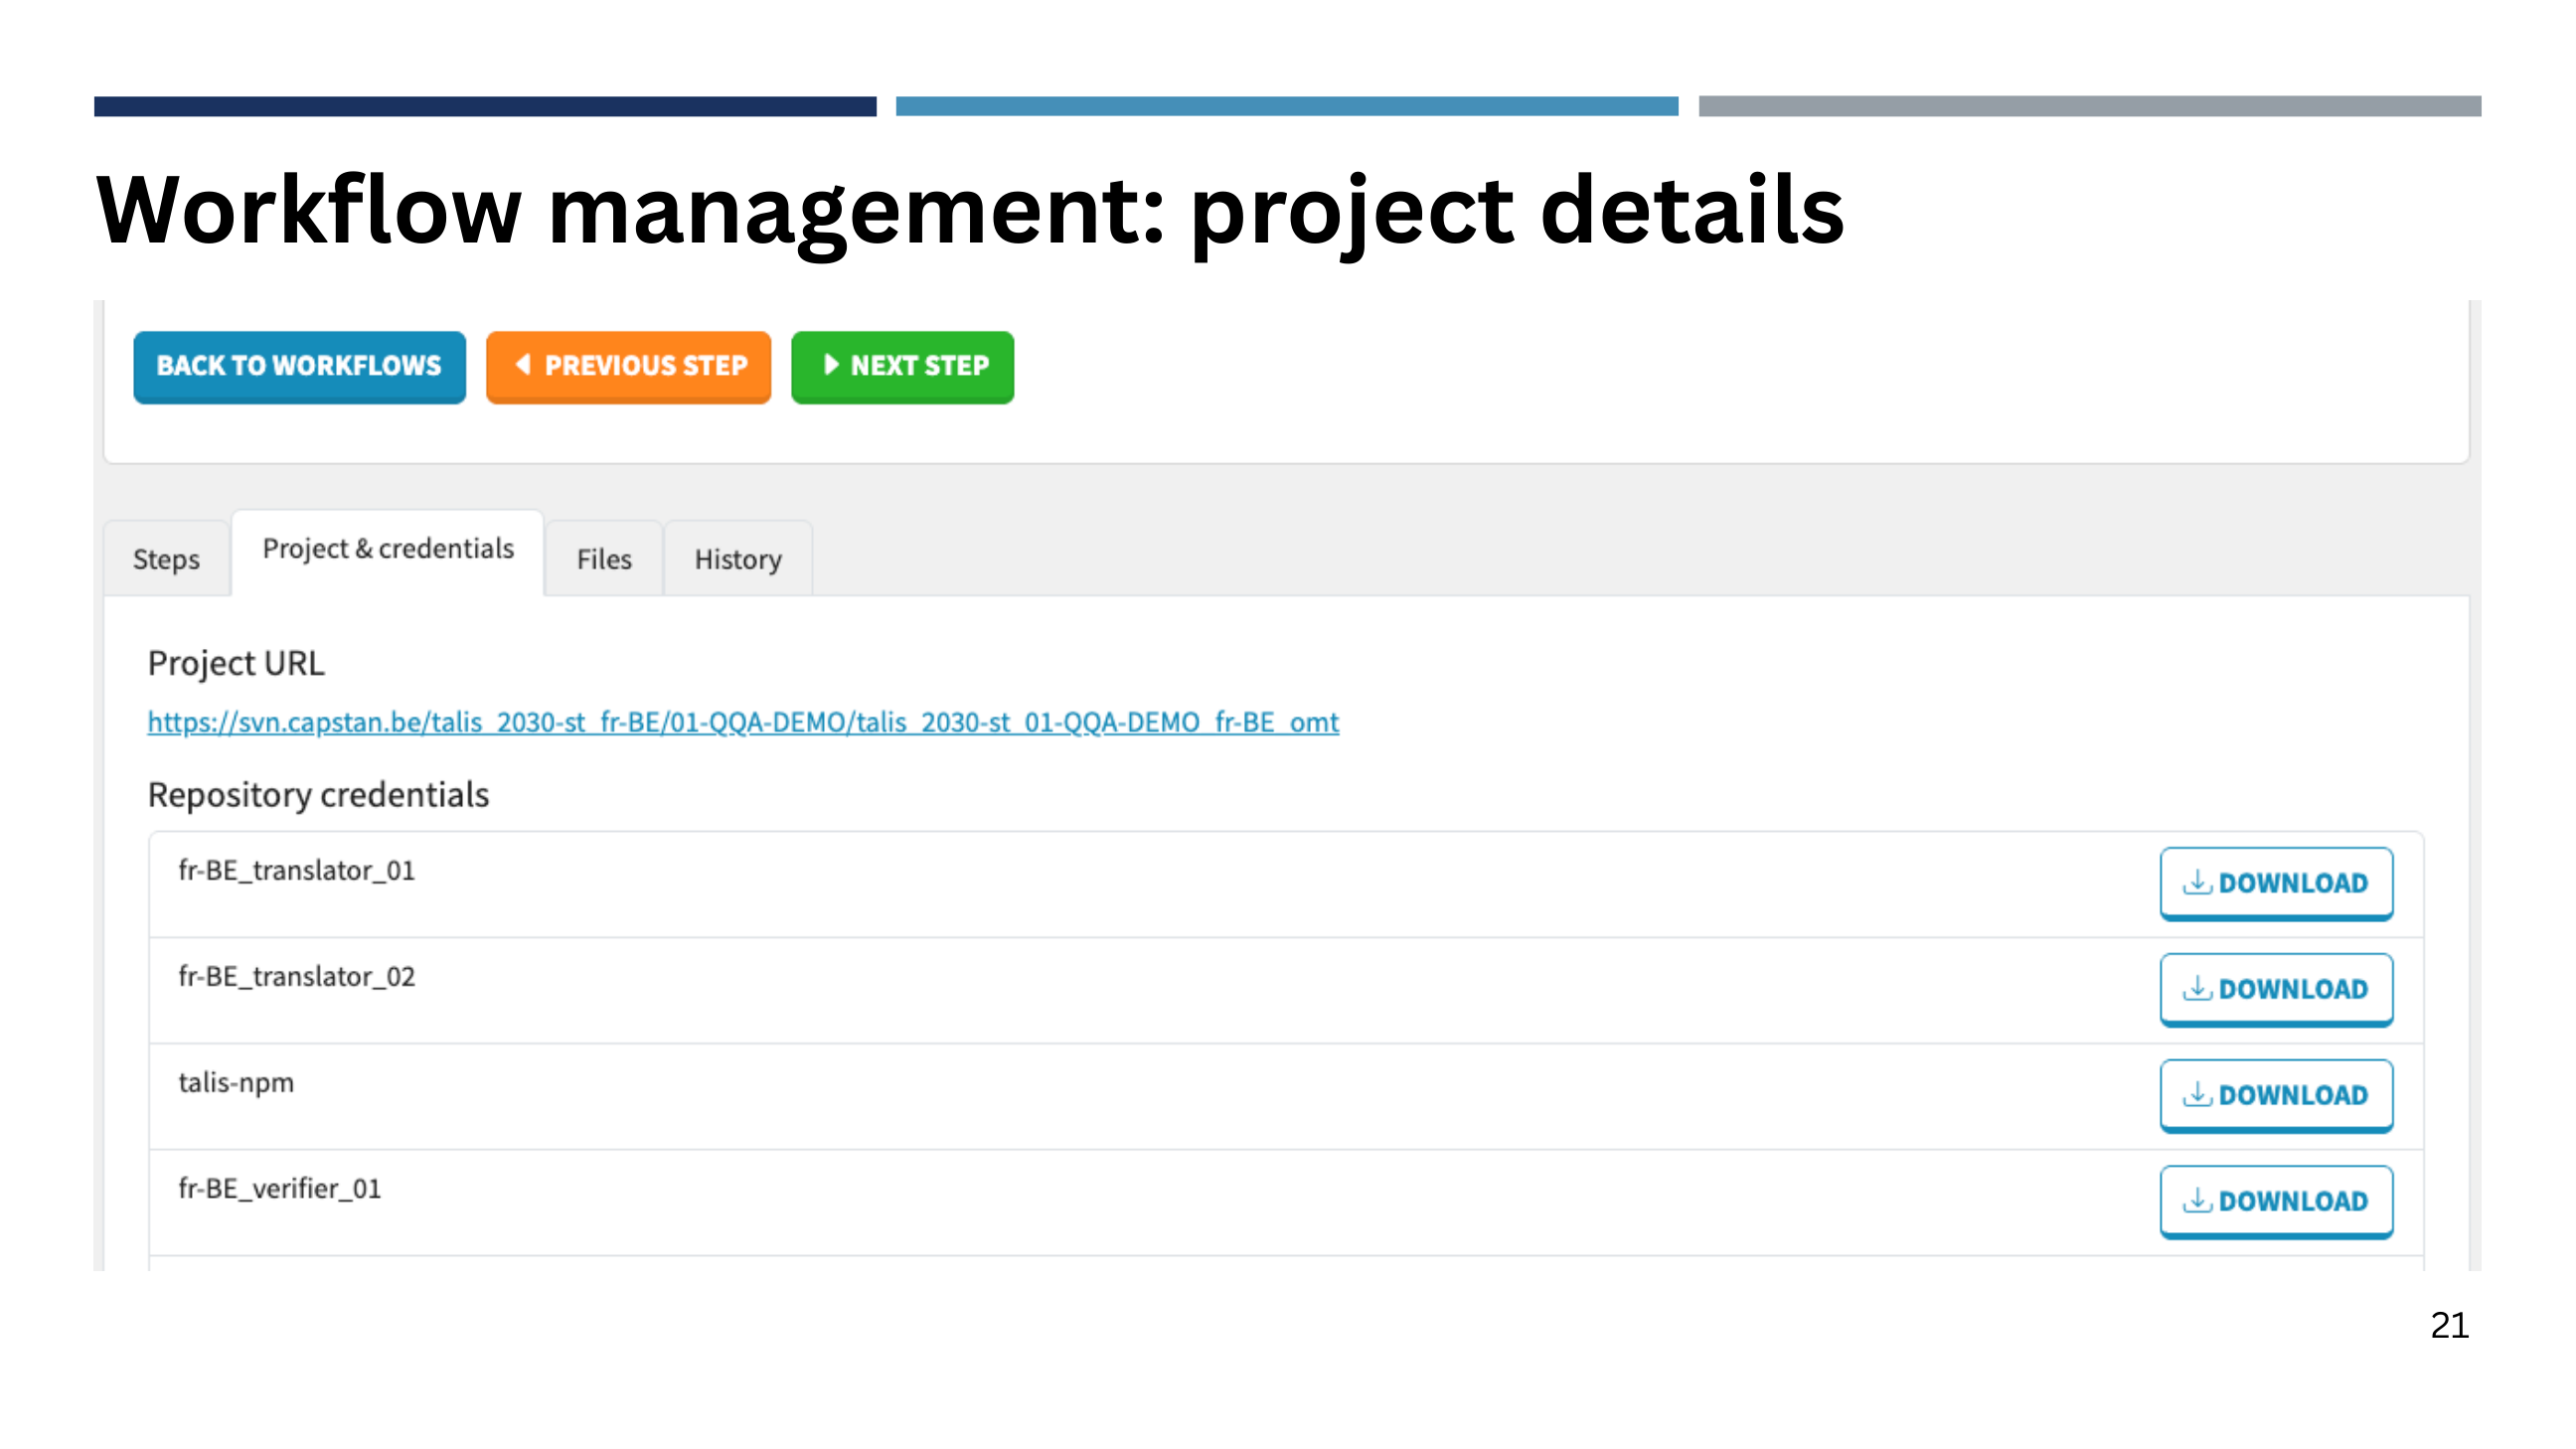 Workflow management: project details
BACK TO WORKFLOWS
PREVIOUS STEP
NEXT STEP
Steps
Project & credentials
Files
History
Project URL
https://svn.capstan.be/talis_2030-st_fr-BE/01-QQA-DEMO/talis_2030-st_01-QQA-DEMO_fr-BE_omt
Repository credentials
fr-BE_translator_01
DOWNLOAD
fr-BE_translator_02
DOWNLOAD
talis-npm
DOWNLOAD
fr-BE_verifier_01
DOWNLOAD
21